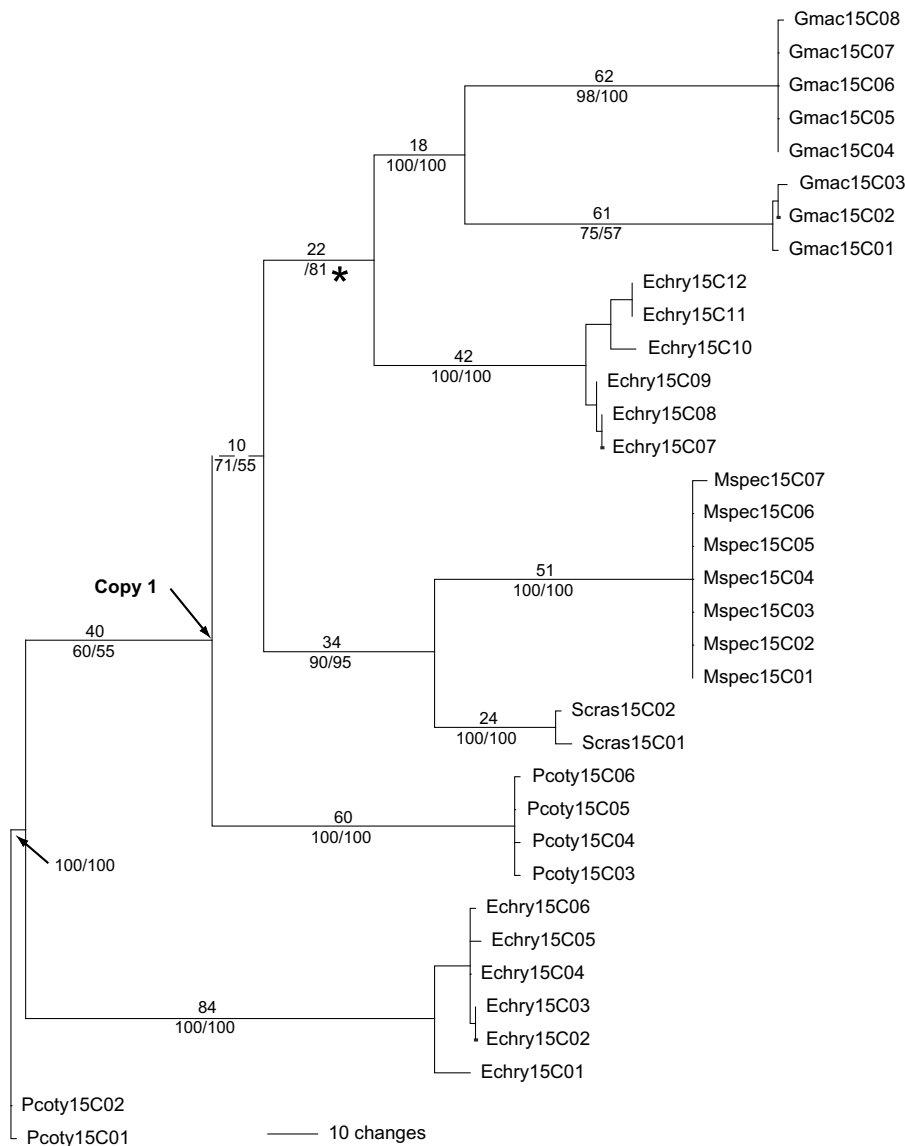 Gmac15C08
62
Gmac15C07
Gmac15C06
98/100
Gmac15C05
18
Gmac15C04
100/100
Gmac15C03
61
Gmac15C02
75/57
22
Gmac15C01
/81 *
Echry15C12
Echry15C11
42
Echry15C10
100/100
Echry15C09
Echry15C08
10
Echry15C07
71/55
Mspec15C07
Mspec15C06
Mspec15C05
51
Mspec15C04
Copy 1
100/100
Mspec15C03
40
34
Mspec15C02
60/55
90/95
Mspec15C01
24
Scras15C02
100/100
Scras15C01
Pcoty15C06
60
Pcoty15C05
100/100
Pcoty15C04
100/100
Pcoty15C03
Echry15C06
Echry15C05
Echry15C04
84
Echry15C03
100/100
Echry15C02
Echry15C01
Pcoty15C02
Pcoty15C01
10 changes